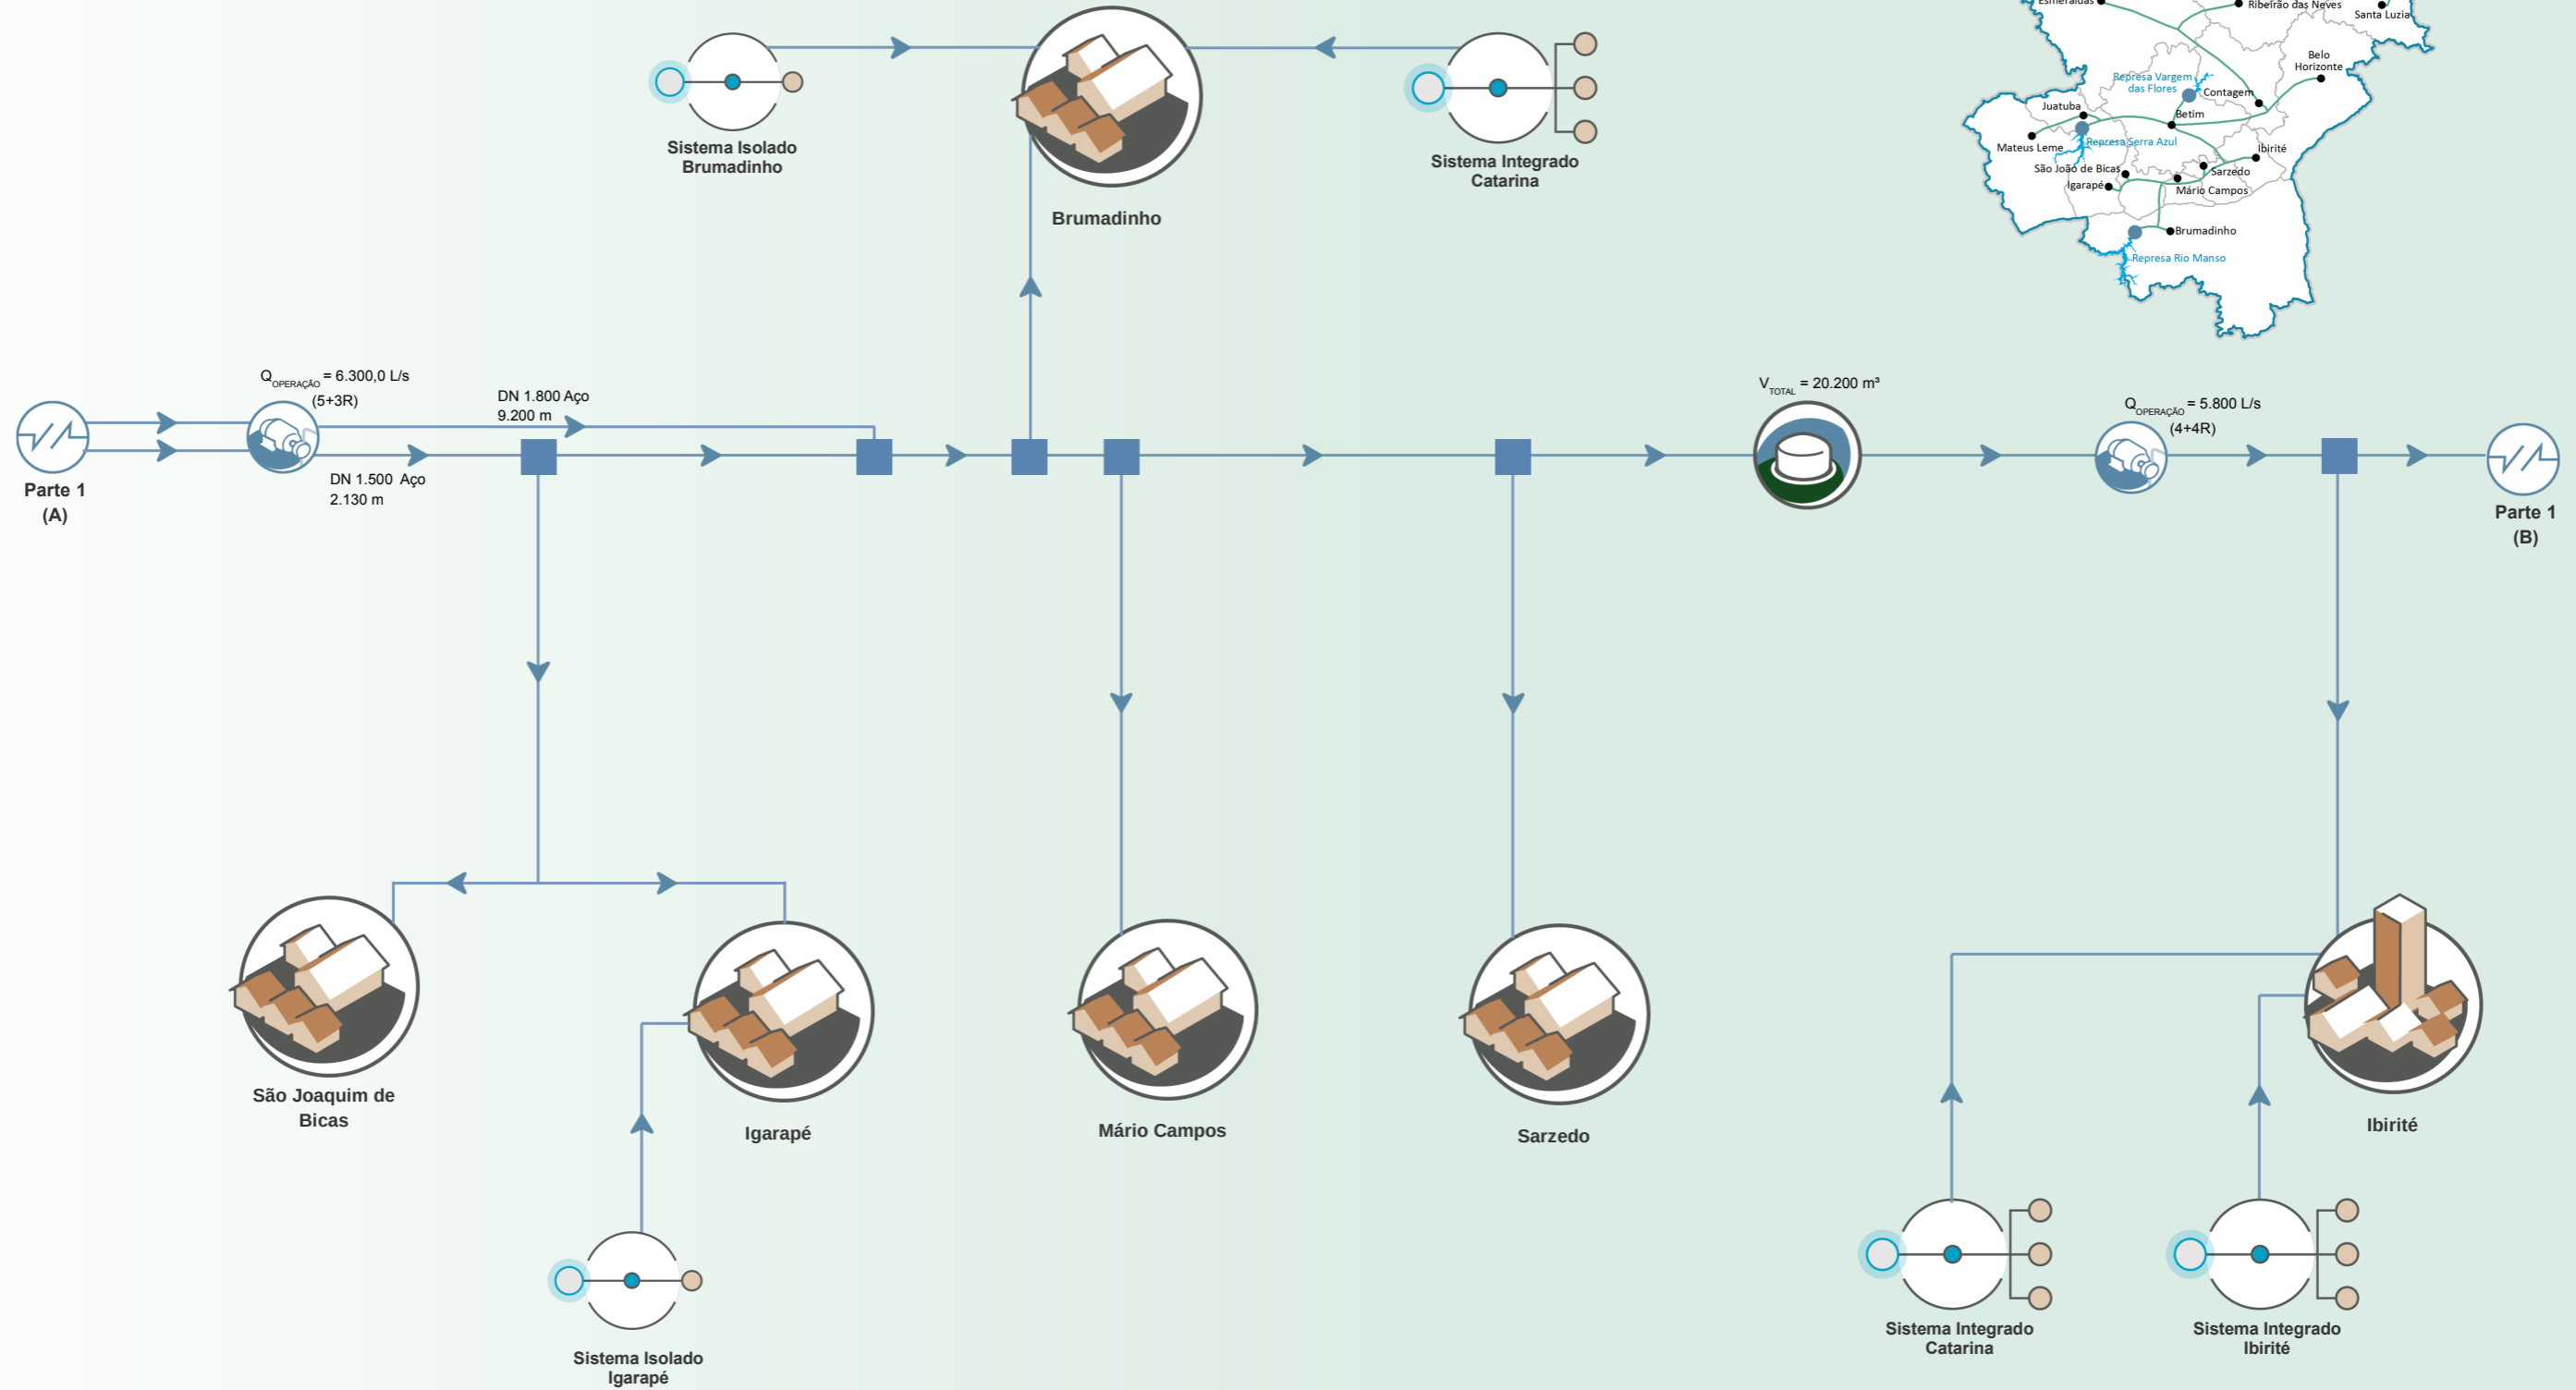 Esmeraldas
Ribeirão das Neves
Santa Luzia
Belo
Horizonte
Represa Vargem
das Flores
Contagem
Juatuba
Betim
Mateus Leme
Represa Serra Azul
Ibirité
São João de Bicas
Sarzedo
Igarapé
Mário Campos
Brumadinho
Represa Rio Manso
Sistema Isolado
Brumadinho
Brumadinho
Sistema Integrado
Catarina
Parte 1
(A)
QOPERAÇÃO = 6.300,0 L/s
(5+3R)
DN 1.800 Aço
9.200 m
DN 1.500 Aço
2.130 m
VTOTAL = 20.200 m³
QOPERAÇÃO = 5.800 L/s
(4+4R)
Parte 1
(B)
São Joaquim de
Bicas
Igarapé
Mário Campos
Sarzedo
Ibirité
Sistema Isolado
Igarapé
Sistema Integrado
Catarina
Sistema Integrado
Ibirité